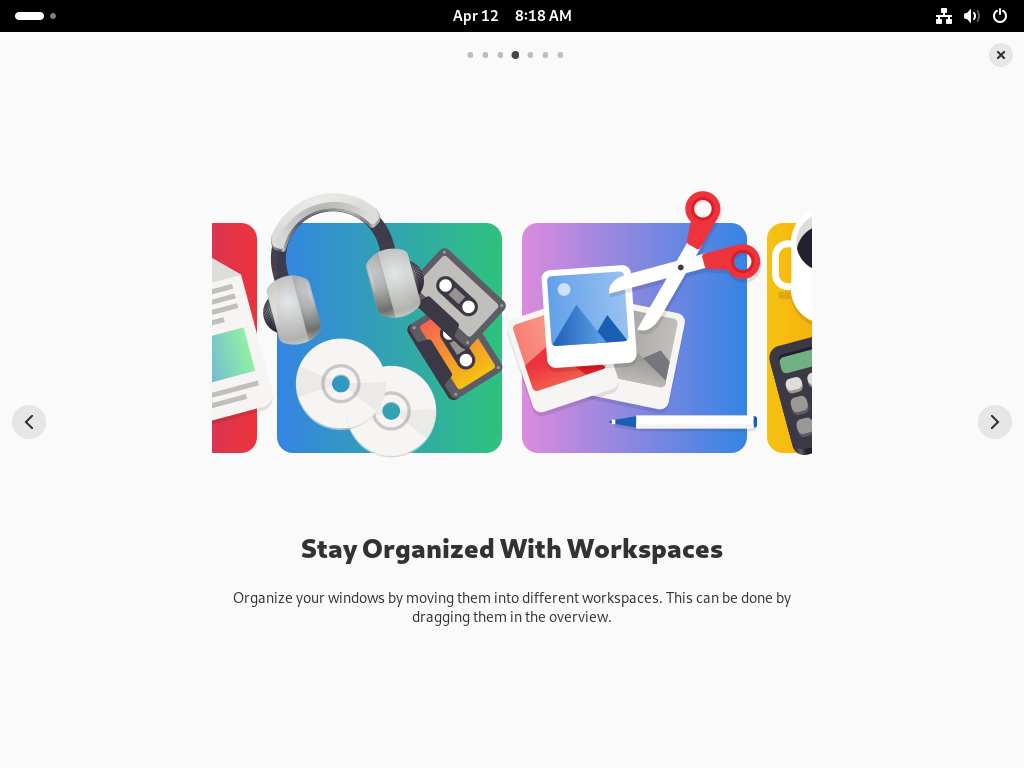 Apr 12 8:18 AM
Stay Organized With Workspaces
Organize your windows by moving them into different workspaces. This can be done by
dragging them in the overview.